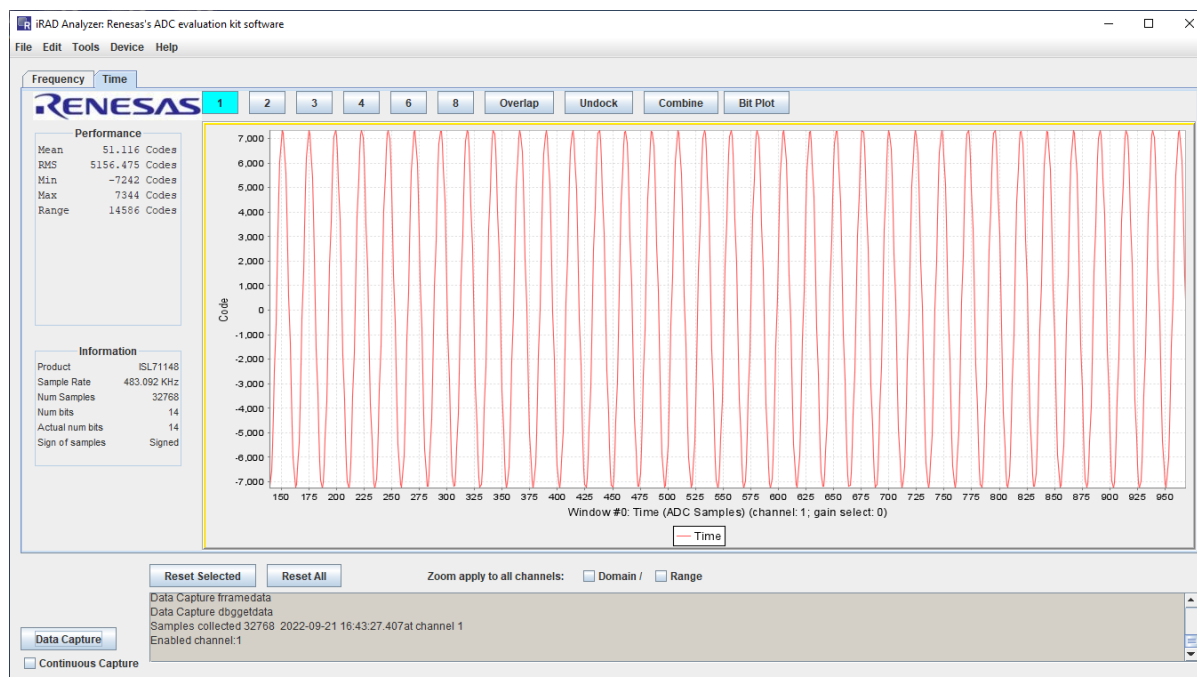 iRAD Analyzer: Renesas's ADC evaluation kit software
File Edit Tools Device Help
Frequency Time
RENESAS 1 2 3 4 6 8 Overlap Undock Combine Bit Plot
Performance
Mean 51.116 Codes
RMS 5156.475 Codes
Min -7242 Codes
Max 7344 Codes
Range 14586 Codes
Information
Product ISL71148
Sample Rate 483.092 KHz
Num Samples 32768
Num bits 14
Actual num bits 14
Sign of samples Signed
Code
7,000
6,000
5,000
4,000
3,000
2,000
1,000
0
-1,000
-2,000
-3,000
-4,000
-5,000
-6,000
-7,000
150 175 200 225 250 275 300 325 350 375 400 425 450 475 500 525 550 575 600 625 650 675 700 725 750 775 800 825 850 875 900 925 950
Window #0: Time (ADC Samples) (channel: 1; gain select: 0)
Time
Reset Selected Reset All Zoom apply to all channels: Domain / Range
Data Capture frramedata
Data Capture dbggetdata
Samples collected 32768 2022-09-21 16:43:27.407at channel 1
Enabled channel:1
Data Capture
Continuous Capture